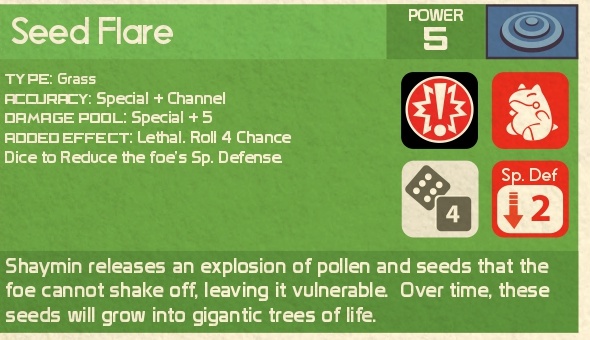 Seed Flare
POWER
5
TYPE: Grass
ACCURACY: Special + Channel
DAMAGE POOL: Special + 5
ADDED EFFECT: Lethal. Roll 4 Chance
Dice to Reduce the foe's Sp. Defense.
4
Sp. Def
2
Shaymin releases an explosion of pollen and seeds that the
foe cannot shake off, leaving it vulnerable. Over time, these
seeds will grow into gigantic trees of life.